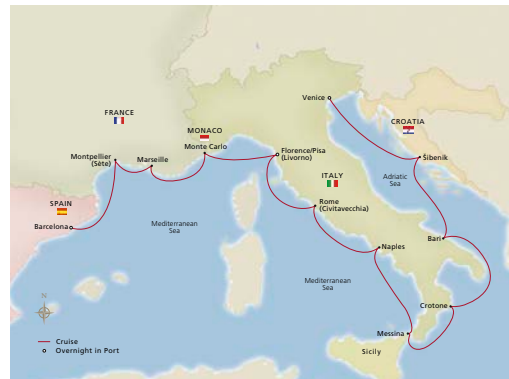 Venice
FRANCE
CROATIA
MONACO
Monte Carlo
Florence/Pisa
(Livorno)
Montpellier
(Sète)
Marseille
Šibenik
ITALY
Adriatic
Sea
SPAIN
Rome
(Civitavecchia)
Barcelona
Mediterranean
Sea
Bari
Naples
Mediterranean
Sea
N
Crotone
Messina
Cruise
Overnight in Port
Sicily